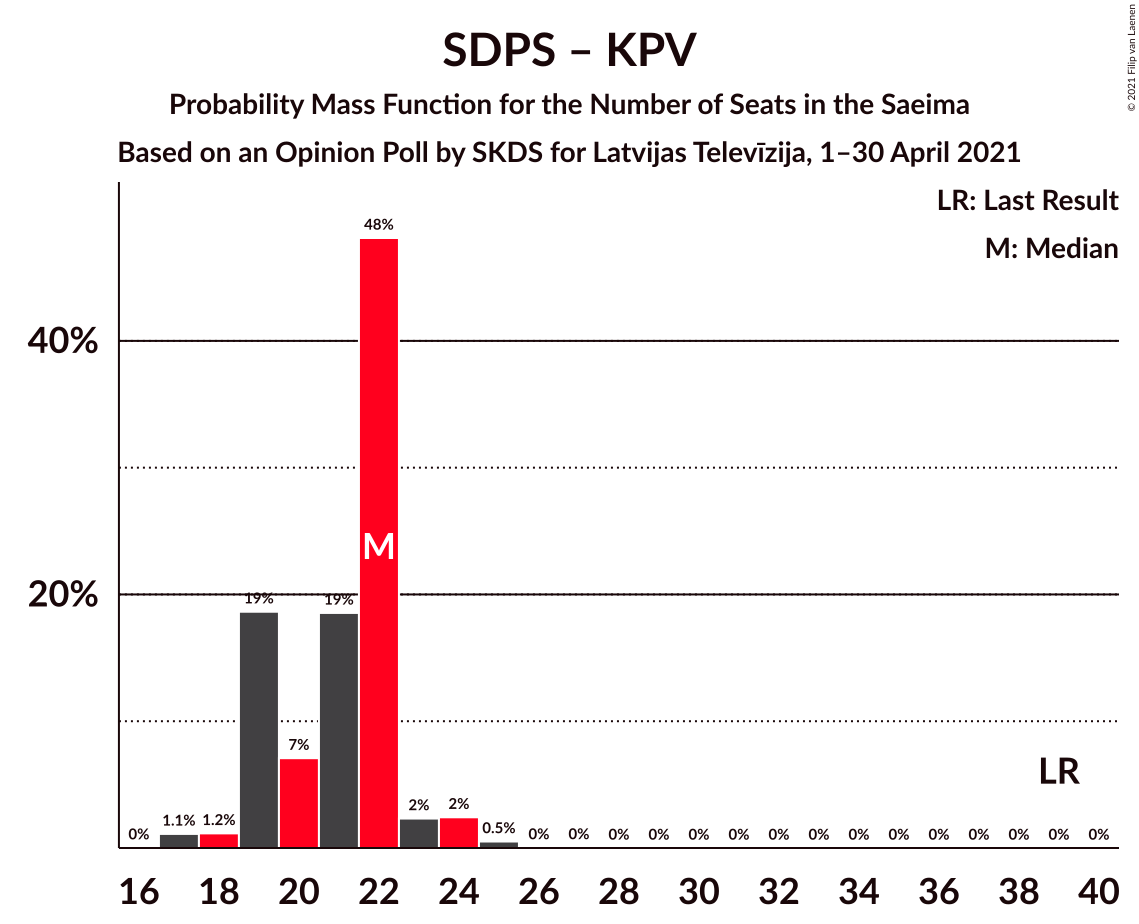 SDPS – KPV
Probability Mass Function for the Number of Seats in the Saeima
Based on an Opinion Poll by SKDS for Latvijas Televīzija, 1–30 April 2021
© 2021 Filip van Laenen
LR: Last Result
M: Median
40%
20%
0% 1.1% 1.2% 19% 7% 19% 48% 2% 2% 0.5% 0% 0% 0% 0% 0% 0% 0% 0% 0% 0% 0% 0% 0% 0% 0%
M
LR
16 18 20 22 24 26 28 30 32 34 36 38 40